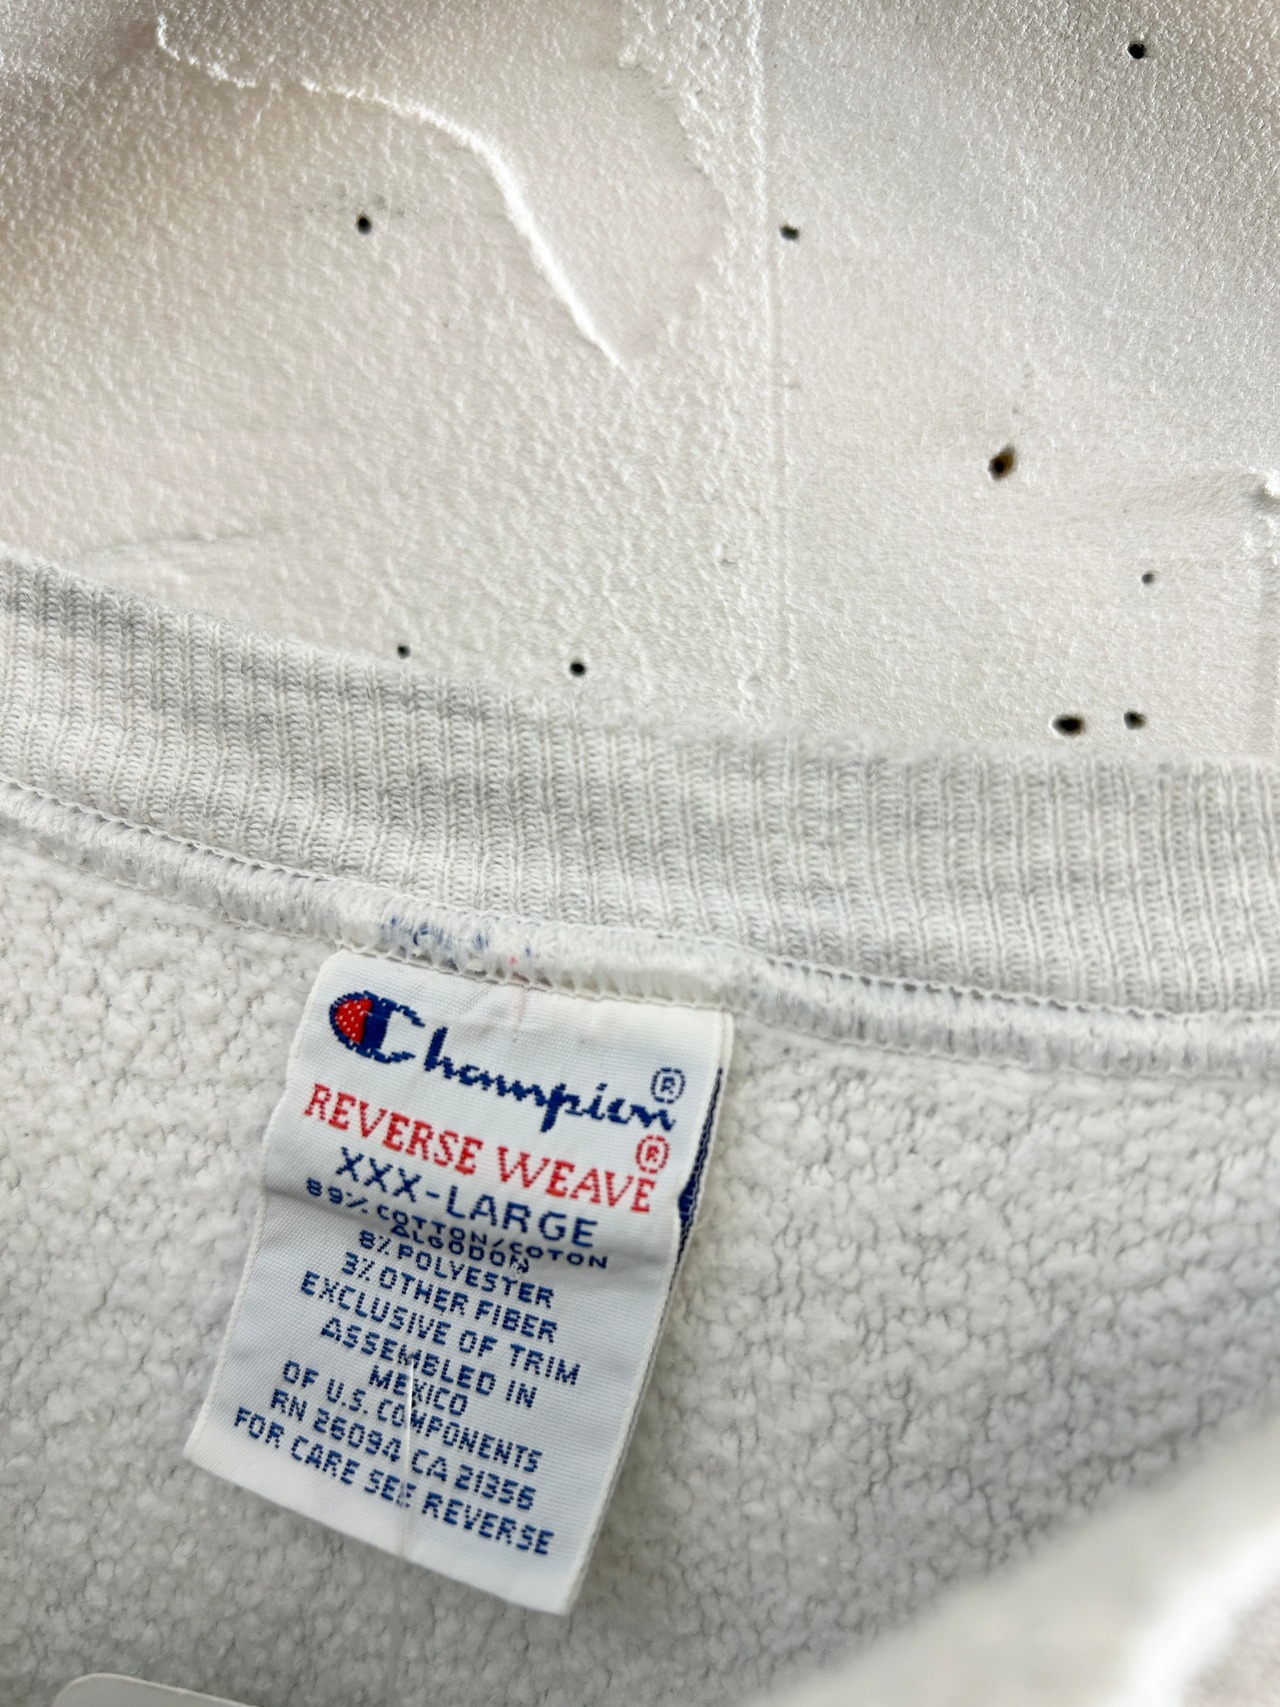 Champion®
REVERSE WEAVE®
XXX-LARGE
89% COTTON/COTON
ALGODON
8% POLYESTER
3% OTHER FIBER
EXCLUSIVE OF TRIM
ASSEMBLED IN
MEXICO
OF U.S. COMPONENTS
RN 26094 CA 21356
FOR CARE SEE REVERSE